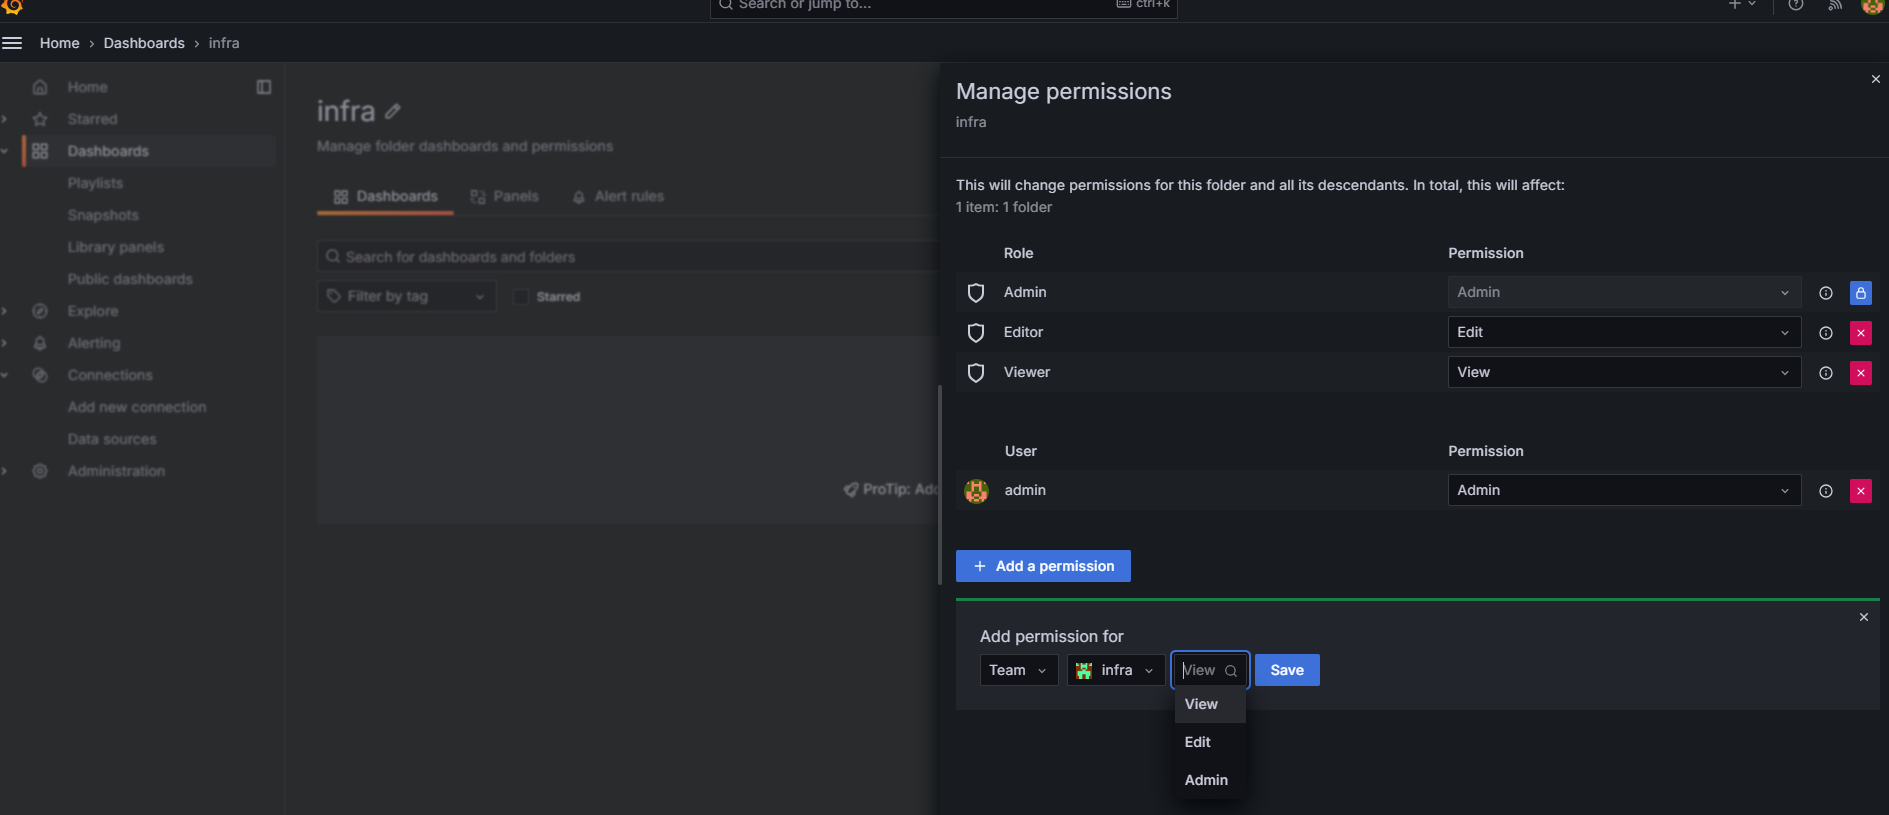 Search or jump to...
ctrl+k
Home › Dashboards › infra
Home
Starred
Dashboards
Playlists
Snapshots
Library panels
Public dashboards
Explore
Alerting
Connections
Add new connection
Data sources
Administration
infra
Manage folder dashboards and permissions
Dashboards
Panels
Alert rules
Search for dashboards and folders
Filter by tag
Starred
ProTip: Add
Manage permissions
infra
This will change permissions for this folder and all its descendants. In total, this will affect:
1 item: 1 folder
Role Permission
Admin Admin
Editor Edit
Viewer View
User Permission
admin Admin
Add a permission
Add permission for
Team infra View Save
View
Edit
Admin